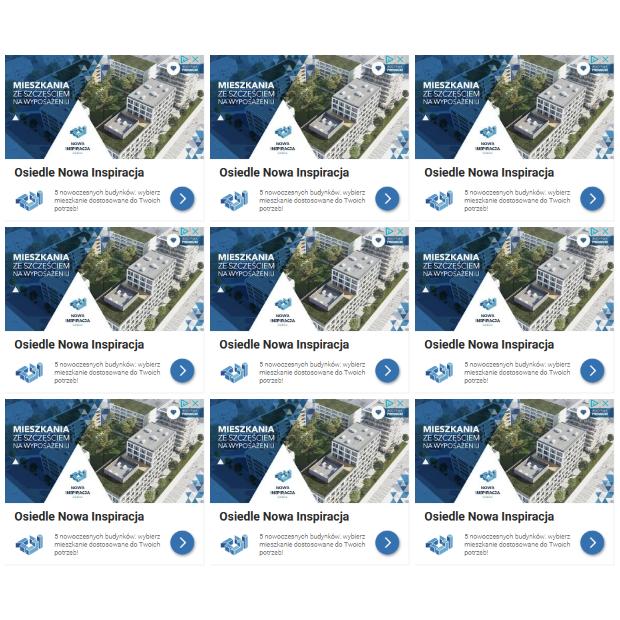 MIESZKANIA MIESZKANIA MIESZKANIA
ZE SZCZĘŚCIEM ZE SZCZĘŚCIEM ZE SZCZĘŚCIEM
NA WYPOSAŻENIU NA WYPOSAŻENIU NA WYPOSAŻENIU
NOWA NOWA NOWA
INSPIRACJA INSPIRACJA INSPIRACJA
Osiedle Nowa Inspiracja Osiedle Nowa Inspiracja Osiedle Nowa Inspiracja
5 nowoczesnych budynków: wybierz 5 nowoczesnych budynków: wybierz 5 nowoczesnych budynków: wybierz
mieszkanie dostosowane do Twoich mieszkanie dostosowane do Twoich mieszkanie dostosowane do Twoich
potrzeb! potrzeb! potrzeb!
MIESZKANIA MIESZKANIA MIESZKANIA
ZE SZCZĘŚCIEM ZE SZCZĘŚCIEM ZE SZCZĘŚCIEM
NA WYPOSAŻENIU NA WYPOSAŻENIU NA WYPOSAŻENIU
NOWA NOWA NOWA
INSPIRACJA INSPIRACJA INSPIRACJA
Osiedle Nowa Inspiracja Osiedle Nowa Inspiracja Osiedle Nowa Inspiracja
5 nowoczesnych budynków: wybierz 5 nowoczesnych budynków: wybierz 5 nowoczesnych budynków: wybierz
mieszkanie dostosowane do Twoich mieszkanie dostosowane do Twoich mieszkanie dostosowane do Twoich
potrzeb! potrzeb! potrzeb!
MIESZKANIA MIESZKANIA MIESZKANIA
ZE SZCZĘŚCIEM ZE SZCZĘŚCIEM ZE SZCZĘŚCIEM
NA WYPOSAŻENIU NA WYPOSAŻENIU NA WYPOSAŻENIU
NOWA NOWA NOWA
INSPIRACJA INSPIRACJA INSPIRACJA
Osiedle Nowa Inspiracja Osiedle Nowa Inspiracja Osiedle Nowa Inspiracja
5 nowoczesnych budynków: wybierz 5 nowoczesnych budynków: wybierz 5 nowoczesnych budynków: wybierz
mieszkanie dostosowane do Twoich mieszkanie dostosowane do Twoich mieszkanie dostosowane do Twoich
potrzeb! potrzeb! potrzeb!